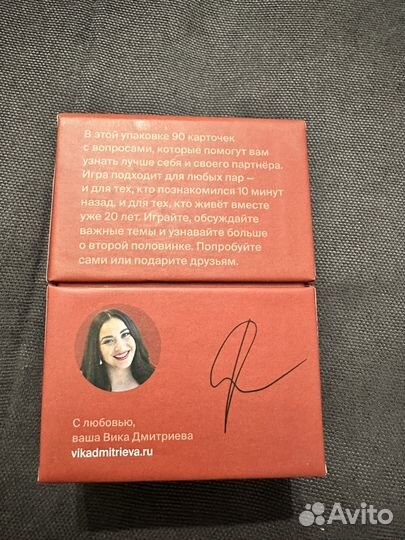 В этой упаковке 90 карточек
с вопросами, которые помогут вам
узнать лучше себя и своего партнёра.
Игра подходит для любых пар —
и для тех, кто познакомился 10 минут
назад, и для тех, кто живёт вместе
уже 20 лет. Играйте, обсуждайте
важные темы и узнавайте больше
о второй половинке. Попробуйте
сами или подарите друзьям.
С любовью,
ваша Вика Дмитриева
vikadmitrieva.ru
Avito